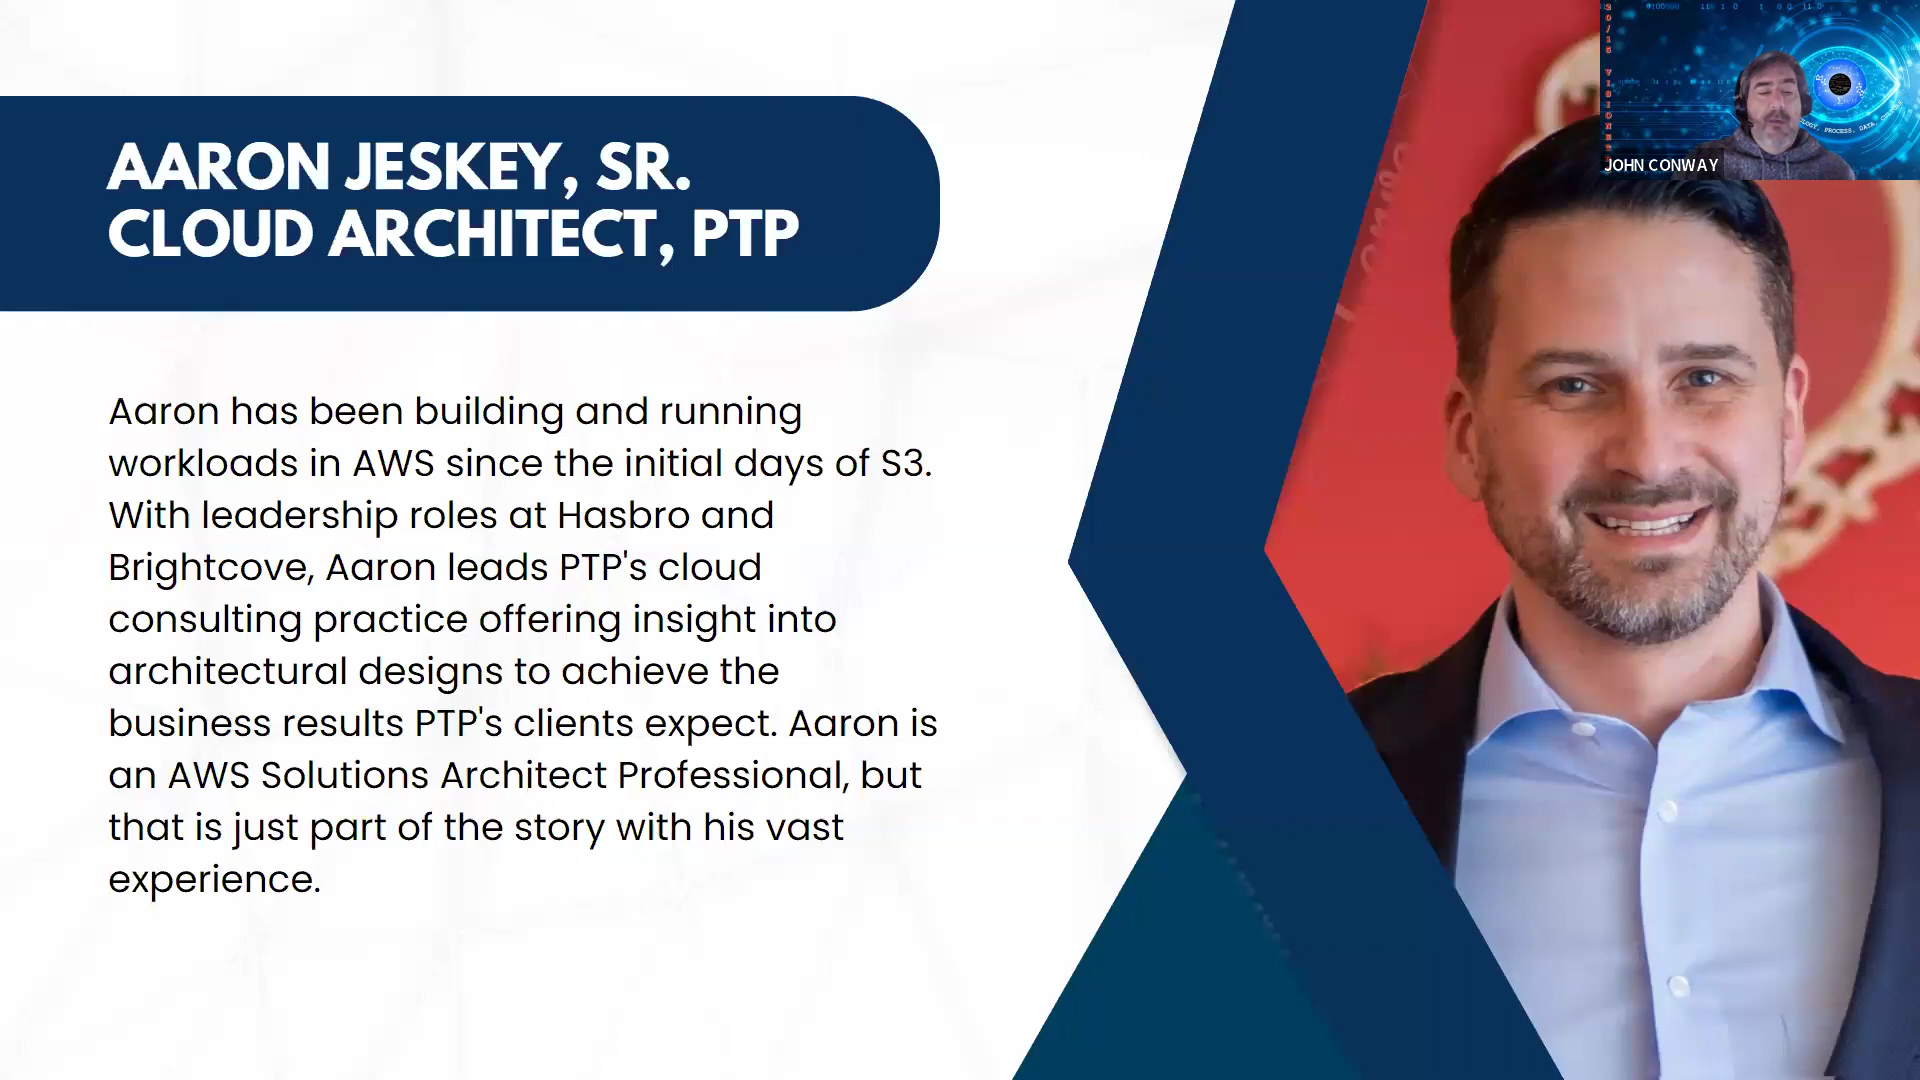 AARON JESKEY, SR.
CLOUD ARCHITECT, PTP
Aaron has been building and running
workloads in AWS since the initial days of S3.
With leadership roles at Hasbro and
Brightcove, Aaron leads PTP's cloud
consulting practice offering insight into
architectural designs to achieve the
business results PTP's clients expect. Aaron is
an AWS Solutions Architect Professional, but
that is just part of the story with his vast
experience.
JOHN CONWAY